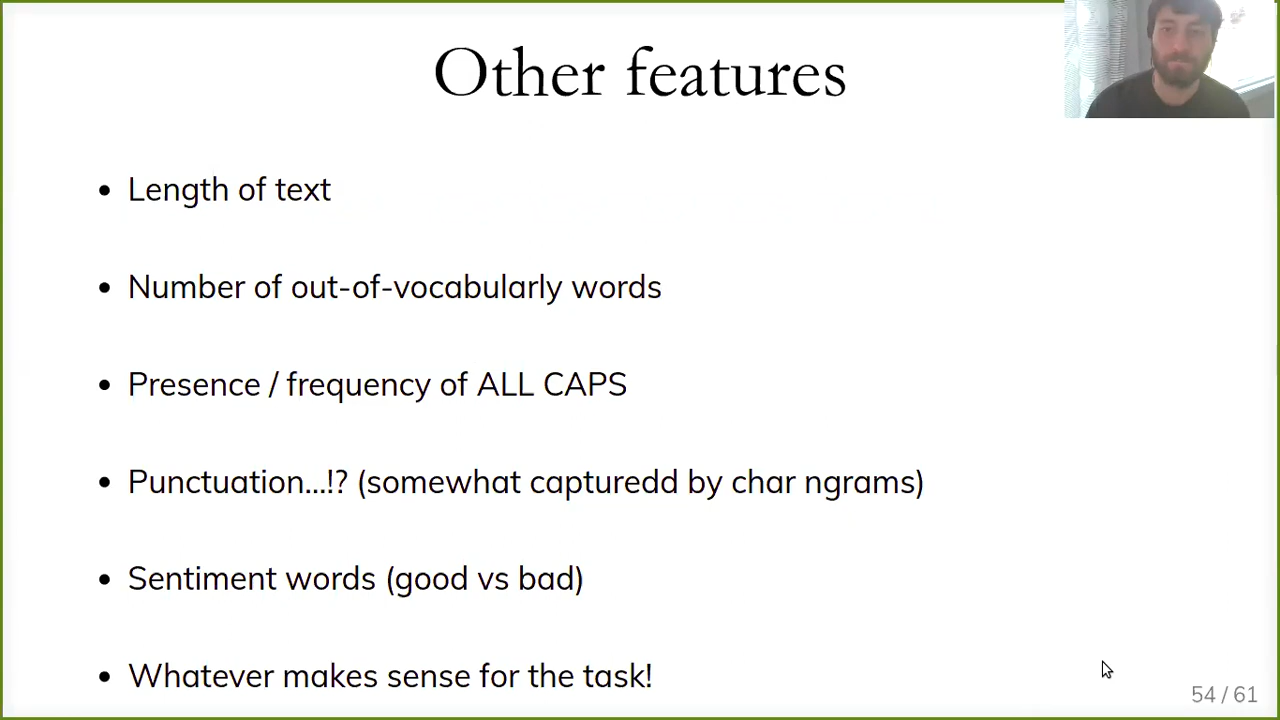 Other features
Length of text
Number of out-of-vocabularly words
Presence / frequency of ALL CAPS
Punctuation...!? (somewhat capturedd by char ngrams)
Sentiment words (good vs bad)
Whatever makes sense for the task!
54 / 61